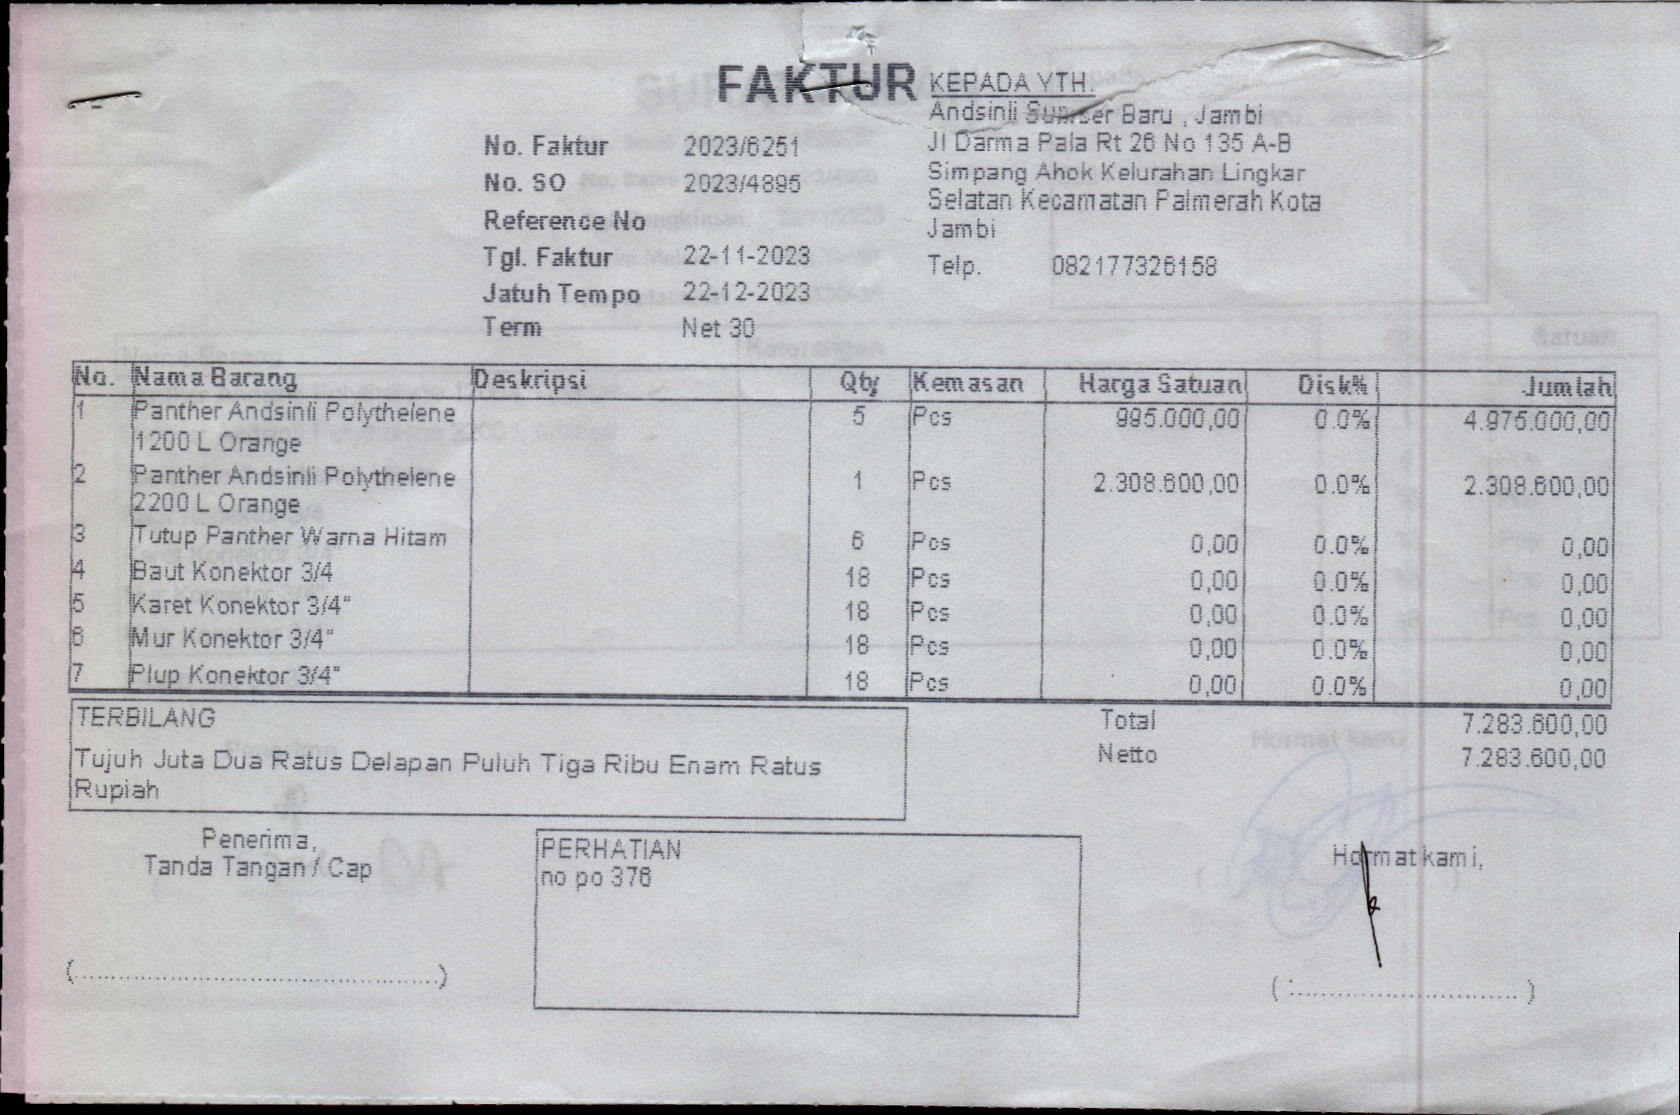 FAKTUR
KEPADA YTH.
Andsinli Sumser Baru , Jambi
Jl Darma Pala Rt 26 No 135 A-B
Simpang Ahok Kelurahan Lingkar
Selatan Kecamatan Palmerah Kota
Jambi
Telp. 082177326158
No. Faktur 2023/6251
No. SO 2023/4895
Reference No
Tgl. Faktur 22-11-2023
Jatuh Tempo 22-12-2023
Term Net 30
No. Nama Barang Deskripsi Qty Kemasan Harga Satuan Disk% Jumlah
1 Panther Andsinli Polythelene 5 Pcs 995.000,00 0.0% 4.975.000,00
1200 L Orange
2 Panther Andsinli Polythelene 1 Pcs 2.308.600,00 0.0% 2.308.600,00
2200 L Orange
3 Tutup Panther Warna Hitam 6 Pcs 0,00 0.0% 0,00
4 Baut Konektor 3/4 18 Pcs 0,00 0.0% 0,00
5 Karet Konektor 3/4" 18 Pcs 0,00 0.0% 0,00
6 Mur Konektor 3/4" 18 Pcs 0,00 0.0% 0,00
7 Plup Konektor 3/4" 18 Pcs 0,00 0.0% 0,00
TERBILANG
Tujuh Juta Dua Ratus Delapan Puluh Tiga Ribu Enam Ratus
Rupiah
Total 7.283.600,00
Netto 7.283.600,00
Penerima,
Tanda Tangan / Cap
(..........................................)
PERHATIAN
no po 376
Hormat kami,
( :.......................... )